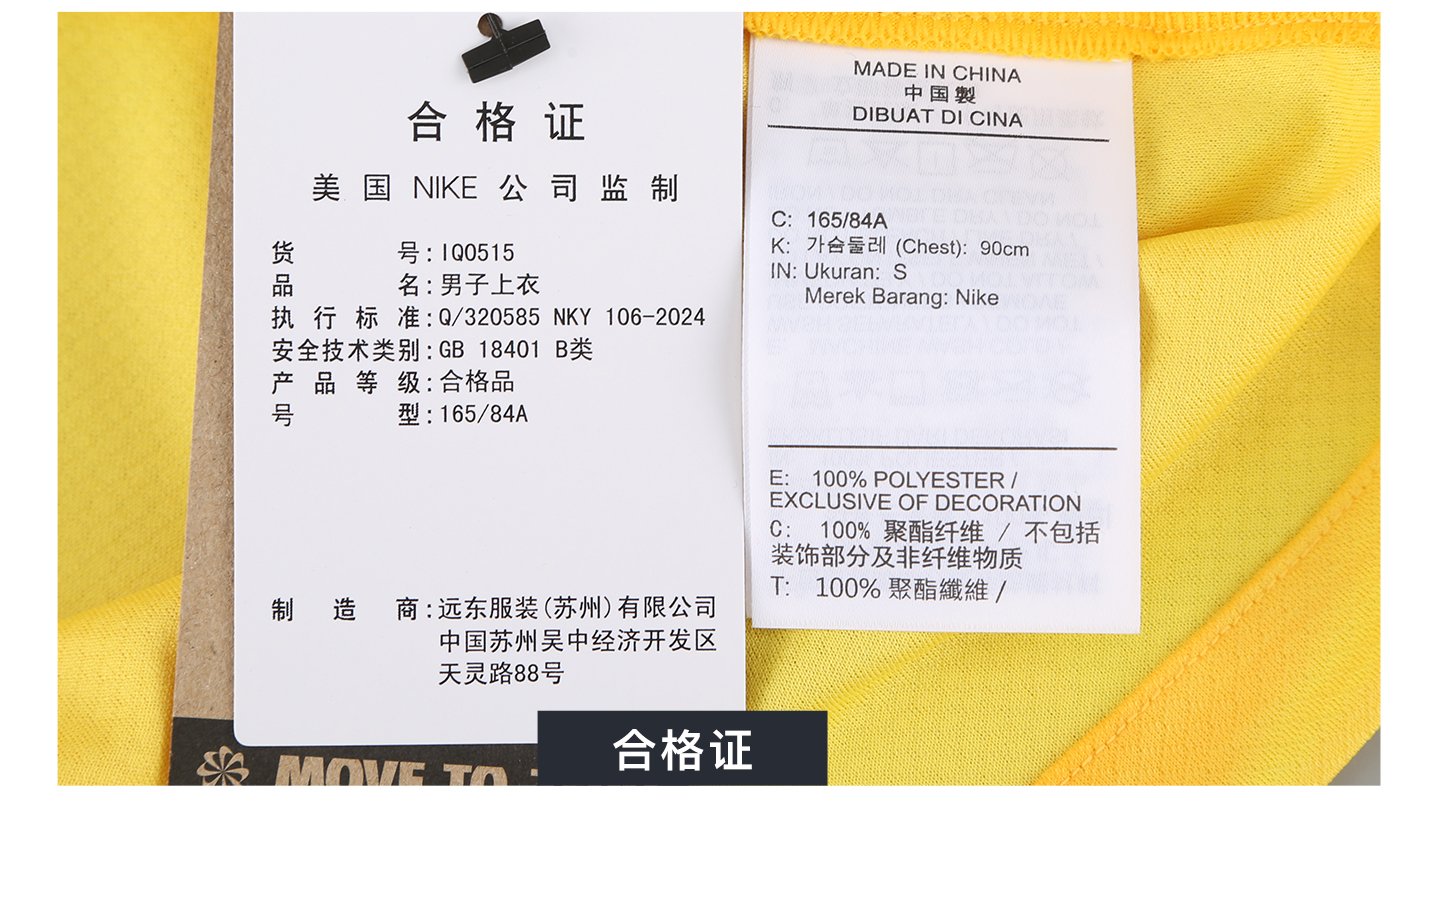 合格证
美国 NIKE 公司监制
货号:IQ0515
品名:男子上衣
执行标准:Q/320585 NKY 106-2024
安全技术类别:GB 18401 B类
产品等级:合格品
号型:165/84A
制造商:远东服装(苏州)有限公司
中国苏州吴中经济开发区
天灵路88号
MOVE TO
MADE IN CHINA
中国製
DIBUAT DI CINA
C: 165/84A
K: 가슴둘레 (Chest): 90cm
IN: Ukuran: S
Merek Barang: Nike
E: 100% POLYESTER /
EXCLUSIVE OF DECORATION
C: 100% 聚酯纤维 / 不包括
装饰部分及非纤维物质
T: 100% 聚酯纖維 /
合格证